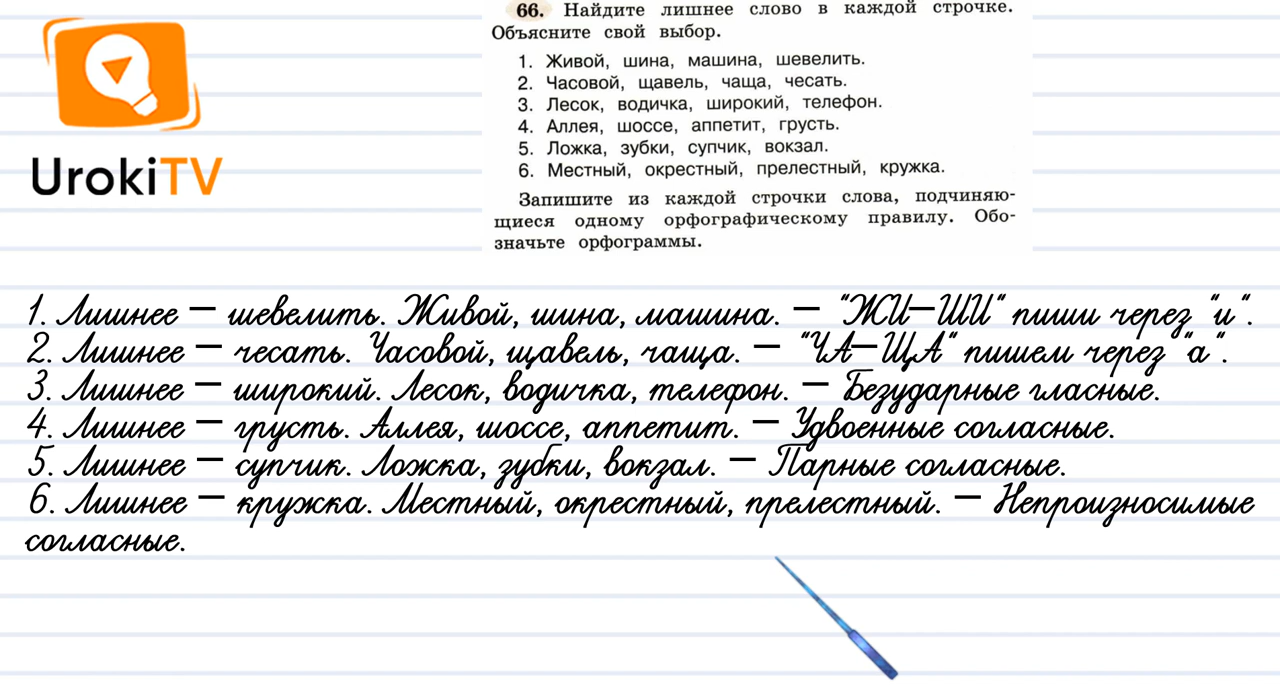 66. Найдите лишнее слово в каждой строчке.
Объясните свой выбор.
1. Живой, шина, машина, шевелить.
2. Часовой, щавель, чаща, чесать.
3. Лесок, водичка, широкий, телефон.
4. Аллея, шоссе, аппетит, грусть.
5. Ложка, зубки, супчик, вокзал.
6. Местный, окрестный, прелестный, кружка.
Запишите из каждой строчки слова, подчиняю-
щиеся одному орфографическому правилу. Обо-
значьте орфограммы.
UrokiTV
1. Лишнее — шевелить. Живой, шина, машина. — "ЖИ—ШИ" пиши через "и".
2. Лишнее — чесать. Часовой, щавель, чаща. — "ЧА—ЩА" пишем через "а".
3. Лишнее — широкий. Лесок, водичка, телефон. — Безударные гласные.
4. Лишнее — грусть. Аллея, шоссе, аппетит. — Удвоенные согласные.
5. Лишнее — супчик. Ложка, зубки, вокзал. — Парные согласные.
6. Лишнее — кружка. Местный, окрестный, прелестный. — Непроизносимые
согласные.